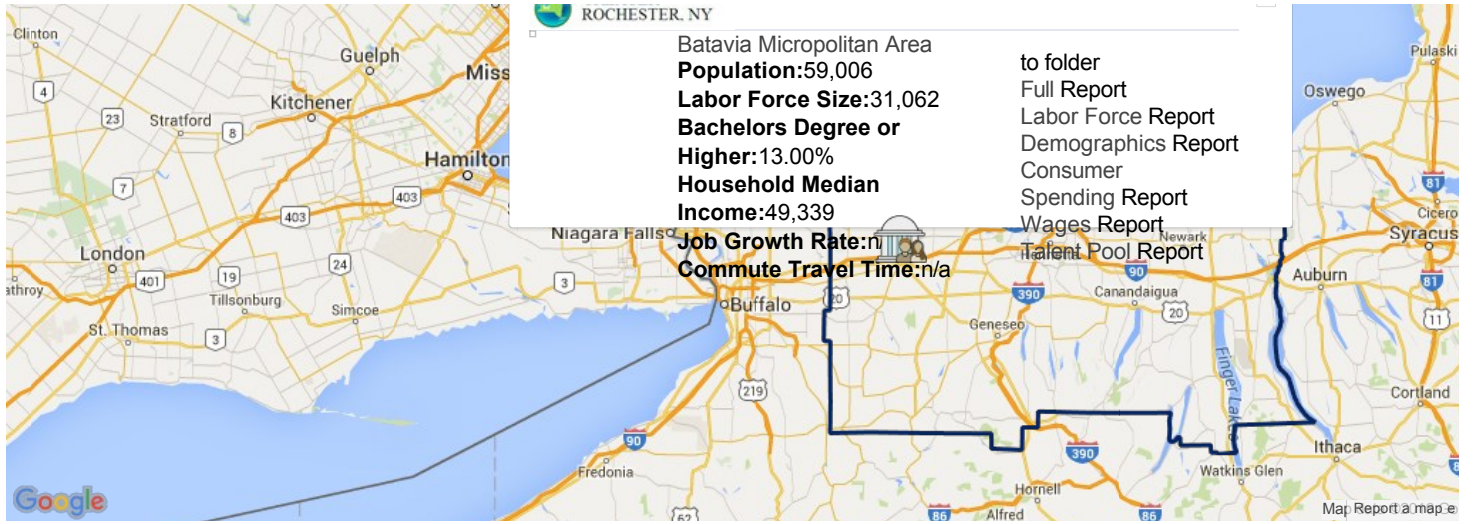 ROCHESTER, NY
Batavia Micropolitan Area
Population:59,006
Labor Force Size:31,062
Bachelors Degree or
Higher:13.00%
Household Median
Income:49,339
Job Growth Rate:n
Commute Travel Time:n/a
to folder
Full Report
Labor Force Report
Demographics Report
Consumer
Spending Report
Wages Report
Talent Pool Report
Clinton
Guelph
Miss
Pulaski
4
Kitchener
Oswego
23
Stratford
8
Hamilton
7
403
81
403
Cicero
Niagara Falls
Newark
Syracus
London
24
90
Auburn
401
19
3
390
Canandaigua
81
athroy
Tillsonburg
Simcoe
Buffalo
20
20
11
St. Thomas
3
Geneseo
Finger Lakes
219
Cortland
90
390
Ithaca
Fredonia
Watkins Glen
Hornell
Google
62
86
Alfred
86
Map
Report a map e